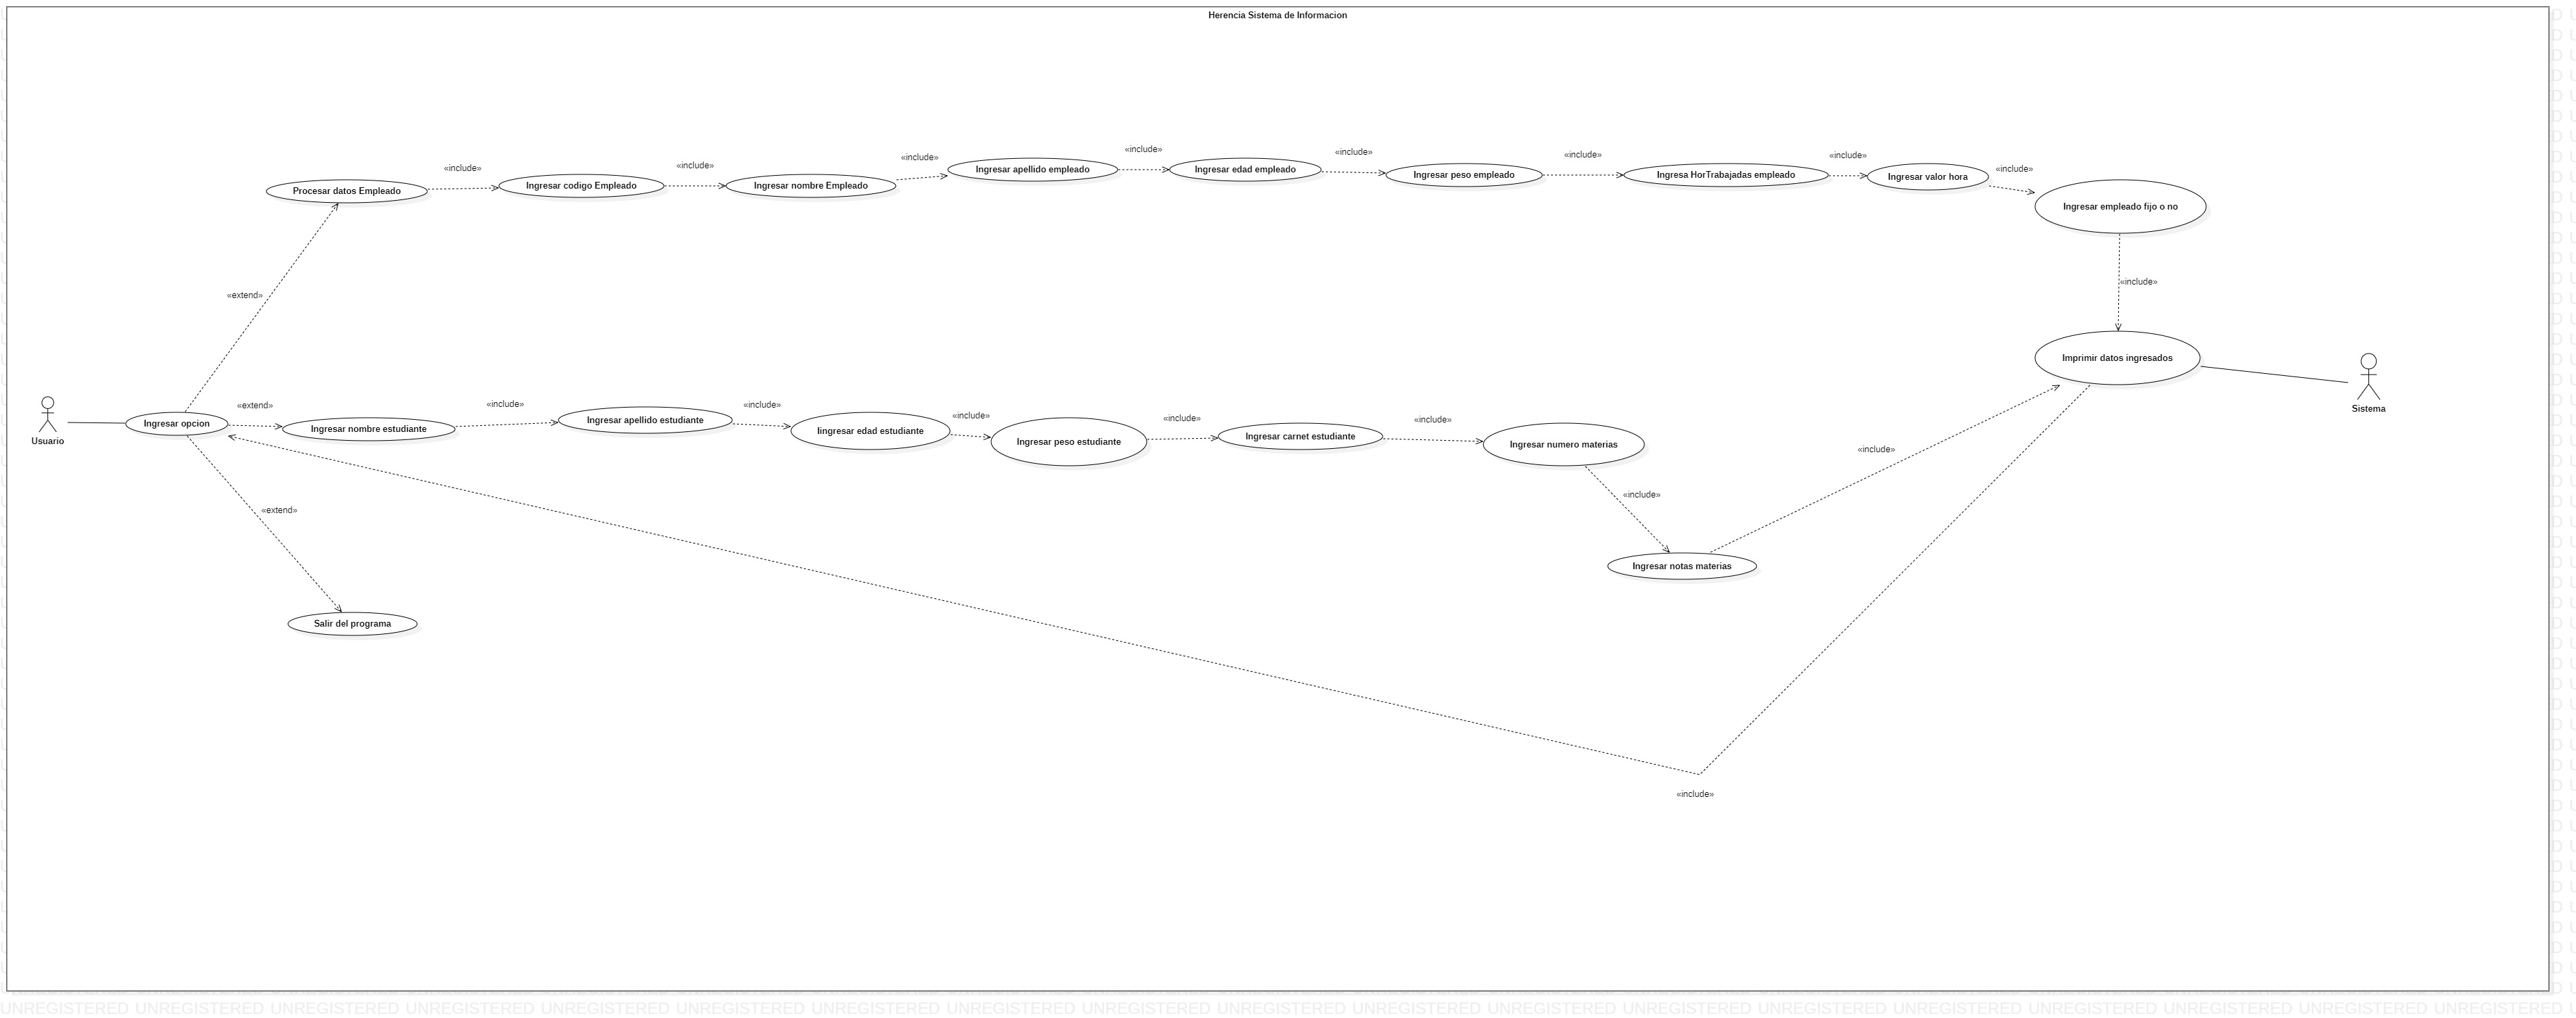 Herencia Sistema de Informacion
«include»
«include»
«include»
«include»
«include»
«include»
«include»
«include»
Procesar datos Empleado
Ingresar codigo Empleado
Ingresar nombre Empleado
Ingresar apellido empleado
Ingresar edad empleado
Ingresar peso empleado
Ingresa HorTrabajadas empleado
Ingresar valor hora
Ingresar empleado fijo o no
«extend»
«include»
Imprimir datos ingresados
Sistema
Usuario
Ingresar opcion
«extend»
Ingresar nombre estudiante
«include»
Ingresar apellido estudiante
«include»
Iingresar edad estudiante
«include»
Ingresar peso estudiante
«include»
Ingresar carnet estudiante
«include»
Ingresar numero materias
«include»
«include»
«extend»
Ingresar notas materias
Salir del programa
«include»
UNREGISTERED UNREGISTERED UNREGISTERED UNREGISTERED UNREGISTERED UNREGISTERED UNREGISTERED UNREGISTERED UNREGISTERED UNREGISTERED UNREGISTERED UNREGISTERED UNREGISTERED UNREGISTERED UNREGISTERED UNREGISTERED UNREGISTERED UNREGISTERED UNREGISTERED